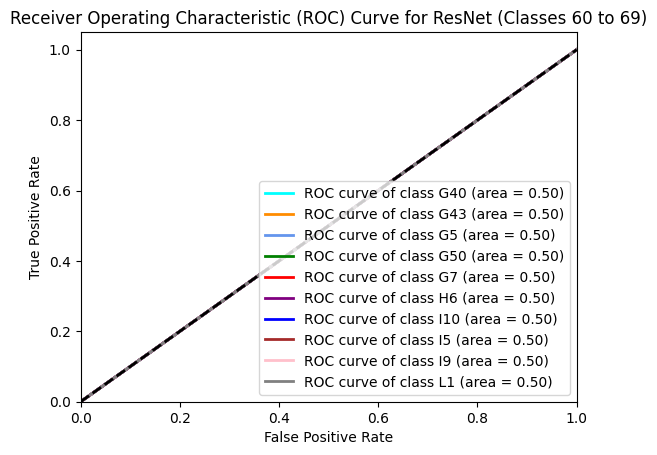 Receiver Operating Characteristic (ROC) Curve for ResNet (Classes 60 to 69)
True Positive Rate
1.0
0.8
0.6
0.4
0.2
0.0
ROC curve of class G40 (area = 0.50)
ROC curve of class G43 (area = 0.50)
ROC curve of class G5 (area = 0.50)
ROC curve of class G50 (area = 0.50)
ROC curve of class G7 (area = 0.50)
ROC curve of class H6 (area = 0.50)
ROC curve of class I10 (area = 0.50)
ROC curve of class I5 (area = 0.50)
ROC curve of class I9 (area = 0.50)
ROC curve of class L1 (area = 0.50)
0.0 0.2 0.4 0.6 0.8 1.0
False Positive Rate